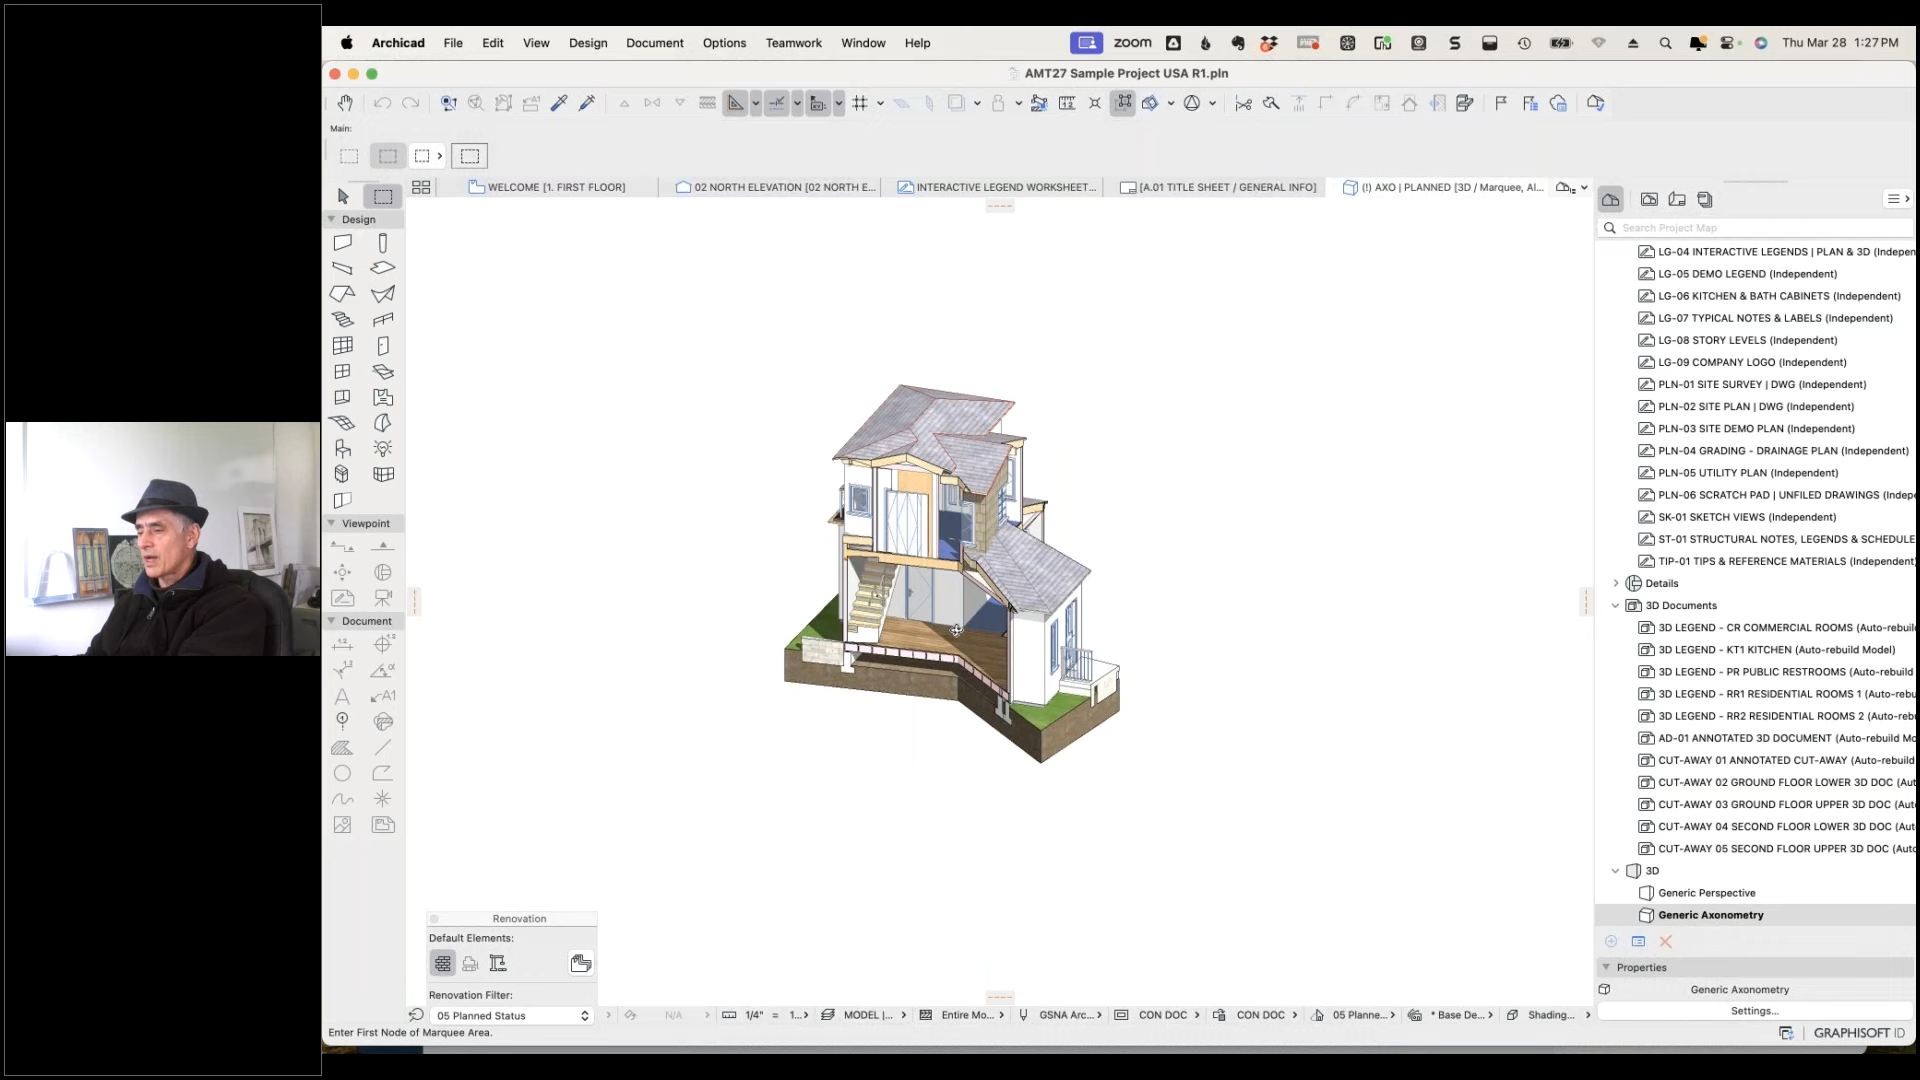 Archicad File Edit View Design Document Options Teamwork Window Help
zoom
Thu Mar 28 1:27 PM
AMT27 Sample Project USA R1.pln
Main:
WELCOME [1. FIRST FLOOR]
02 NORTH ELEVATION [02 NORTH E...
INTERACTIVE LEGEND WORKSHEET...
[A.01 TITLE SHEET / GENERAL INFO]
(!) AXO | PLANNED [3D / Marquee, Al...
Design
Viewpoint
Document
Search Project Map
LG-04 INTERACTIVE LEGENDS | PLAN & 3D (Indepen
LG-05 DEMO LEGEND (Independent)
LG-06 KITCHEN & BATH CABINETS (Independent)
LG-07 TYPICAL NOTES & LABELS (Independent)
LG-08 STORY LEVELS (Independent)
LG-09 COMPANY LOGO (Independent)
PLN-01 SITE SURVEY | DWG (Independent)
PLN-02 SITE PLAN | DWG (Independent)
PLN-03 SITE DEMO PLAN (Independent)
PLN-04 GRADING - DRAINAGE PLAN (Independent)
PLN-05 UTILITY PLAN (Independent)
PLN-06 SCRATCH PAD | UNFILED DRAWINGS (Indepe
SK-01 SKETCH VIEWS (Independent)
ST-01 STRUCTURAL NOTES, LEGENDS & SCHEDULE
TIP-01 TIPS & REFERENCE MATERIALS (Independent)
Details
3D Documents
3D LEGEND - CR COMMERCIAL ROOMS (Auto-rebuil
3D LEGEND - KT1 KITCHEN (Auto-rebuild Model)
3D LEGEND - PR PUBLIC RESTROOMS (Auto-rebuild
3D LEGEND - RR1 RESIDENTIAL ROOMS 1 (Auto-rebu
3D LEGEND - RR2 RESIDENTIAL ROOMS 2 (Auto-reb
AD-01 ANNOTATED 3D DOCUMENT (Auto-rebuild Mo
CUT-AWAY 01 ANNOTATED CUT-AWAY (Auto-rebuild
CUT-AWAY 02 GROUND FLOOR LOWER 3D DOC (Aut
CUT-AWAY 03 GROUND FLOOR UPPER 3D DOC (Aut
CUT-AWAY 04 SECOND FLOOR LOWER 3D DOC (Aut
CUT-AWAY 05 SECOND FLOOR UPPER 3D DOC (Auto
3D
Generic Perspective
Generic Axonometry
Properties
Generic Axonometry
Settings...
Renovation
Default Elements:
Renovation Filter:
05 Planned Status
N/A 1/4" = 1... MODEL |... Entire Mo... GSNA Arc... CON DOC CON DOC 05 Planne... * Base De... Shading...
Enter First Node of Marquee Area.
GRAPHISOFT ID